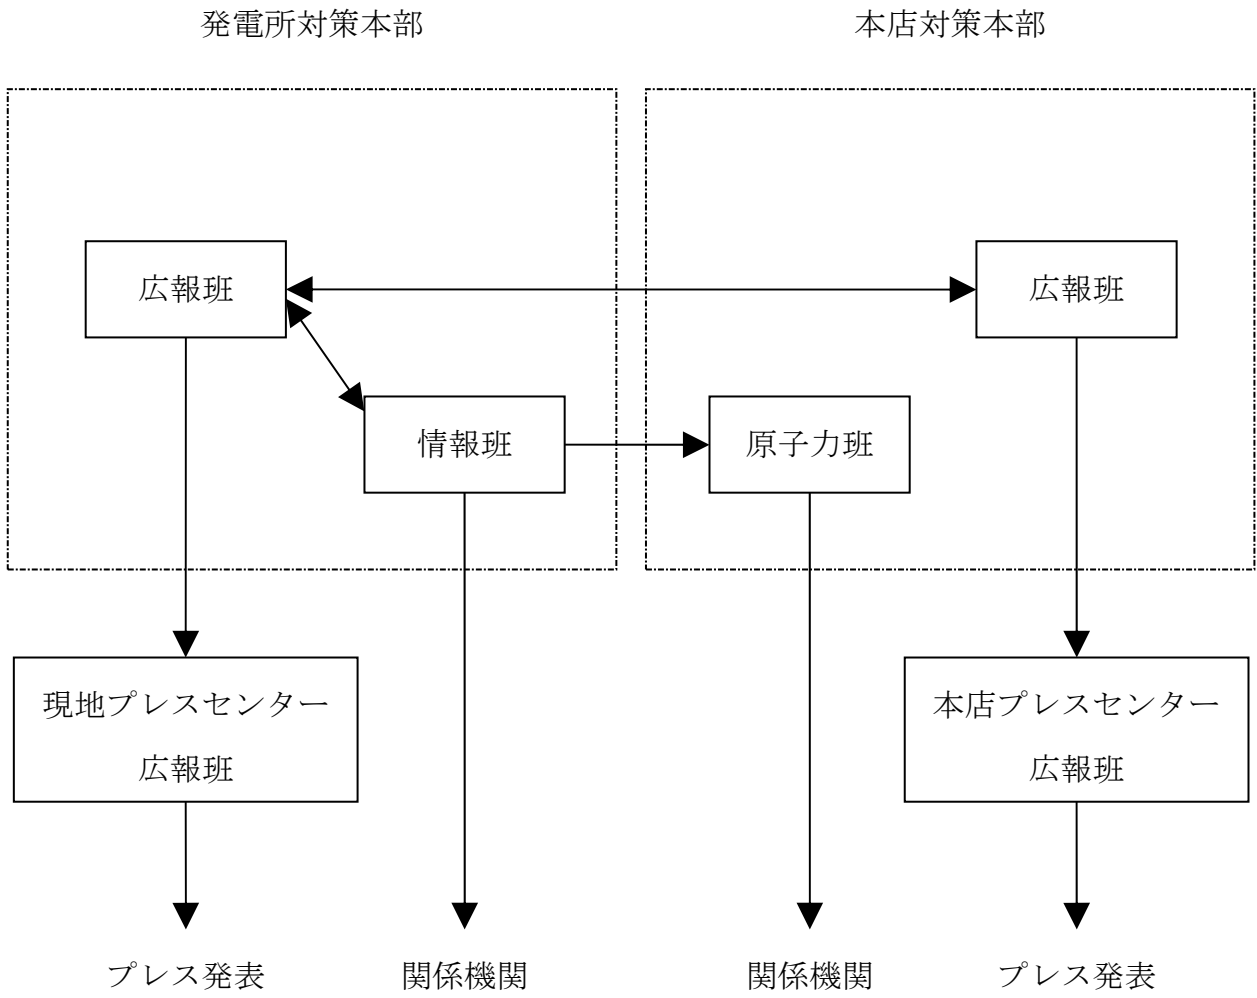 発電所対策本部
本店対策本部
広報班
広報班
情報班
原子力班
現地プレスセンター
広報班
本店プレスセンター
広報班
プレス発表
関係機関
関係機関
プレス発表